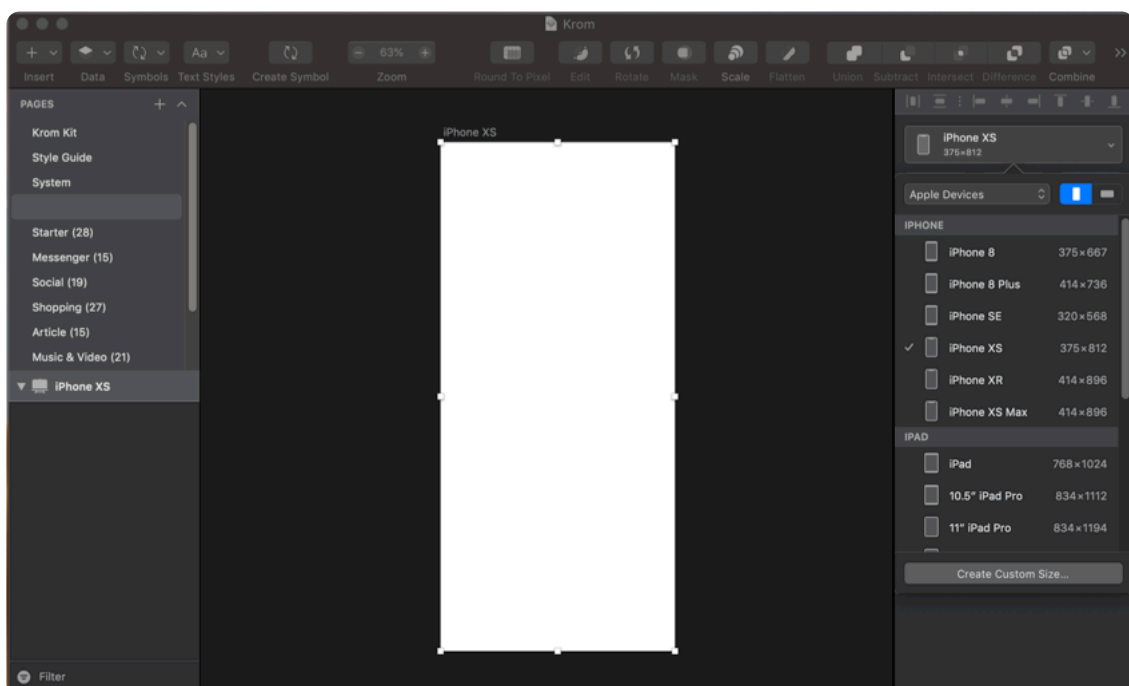 Krom
Aa
63%
Insert Data Symbols Text Styles Create Symbol Zoom Round To Pixel Edit Rotate Mask Scale Flatten Union Subtract Intersect Difference Combine
PAGES
Krom Kit
Style Guide
System
Starter (28)
Messenger (15)
Social (19)
Shopping (27)
Article (15)
Music & Video (21)
iPhone XS
Filter
iPhone XS
iPhone XS
375×812
Apple Devices
IPHONE
iPhone 8 375×667
iPhone 8 Plus 414×736
iPhone SE 320×568
iPhone XS 375×812
iPhone XR 414×896
iPhone XS Max 414×896
IPAD
iPad 768×1024
10.5″ iPad Pro 834×1112
11″ iPad Pro 834×1194
Create Custom Size...